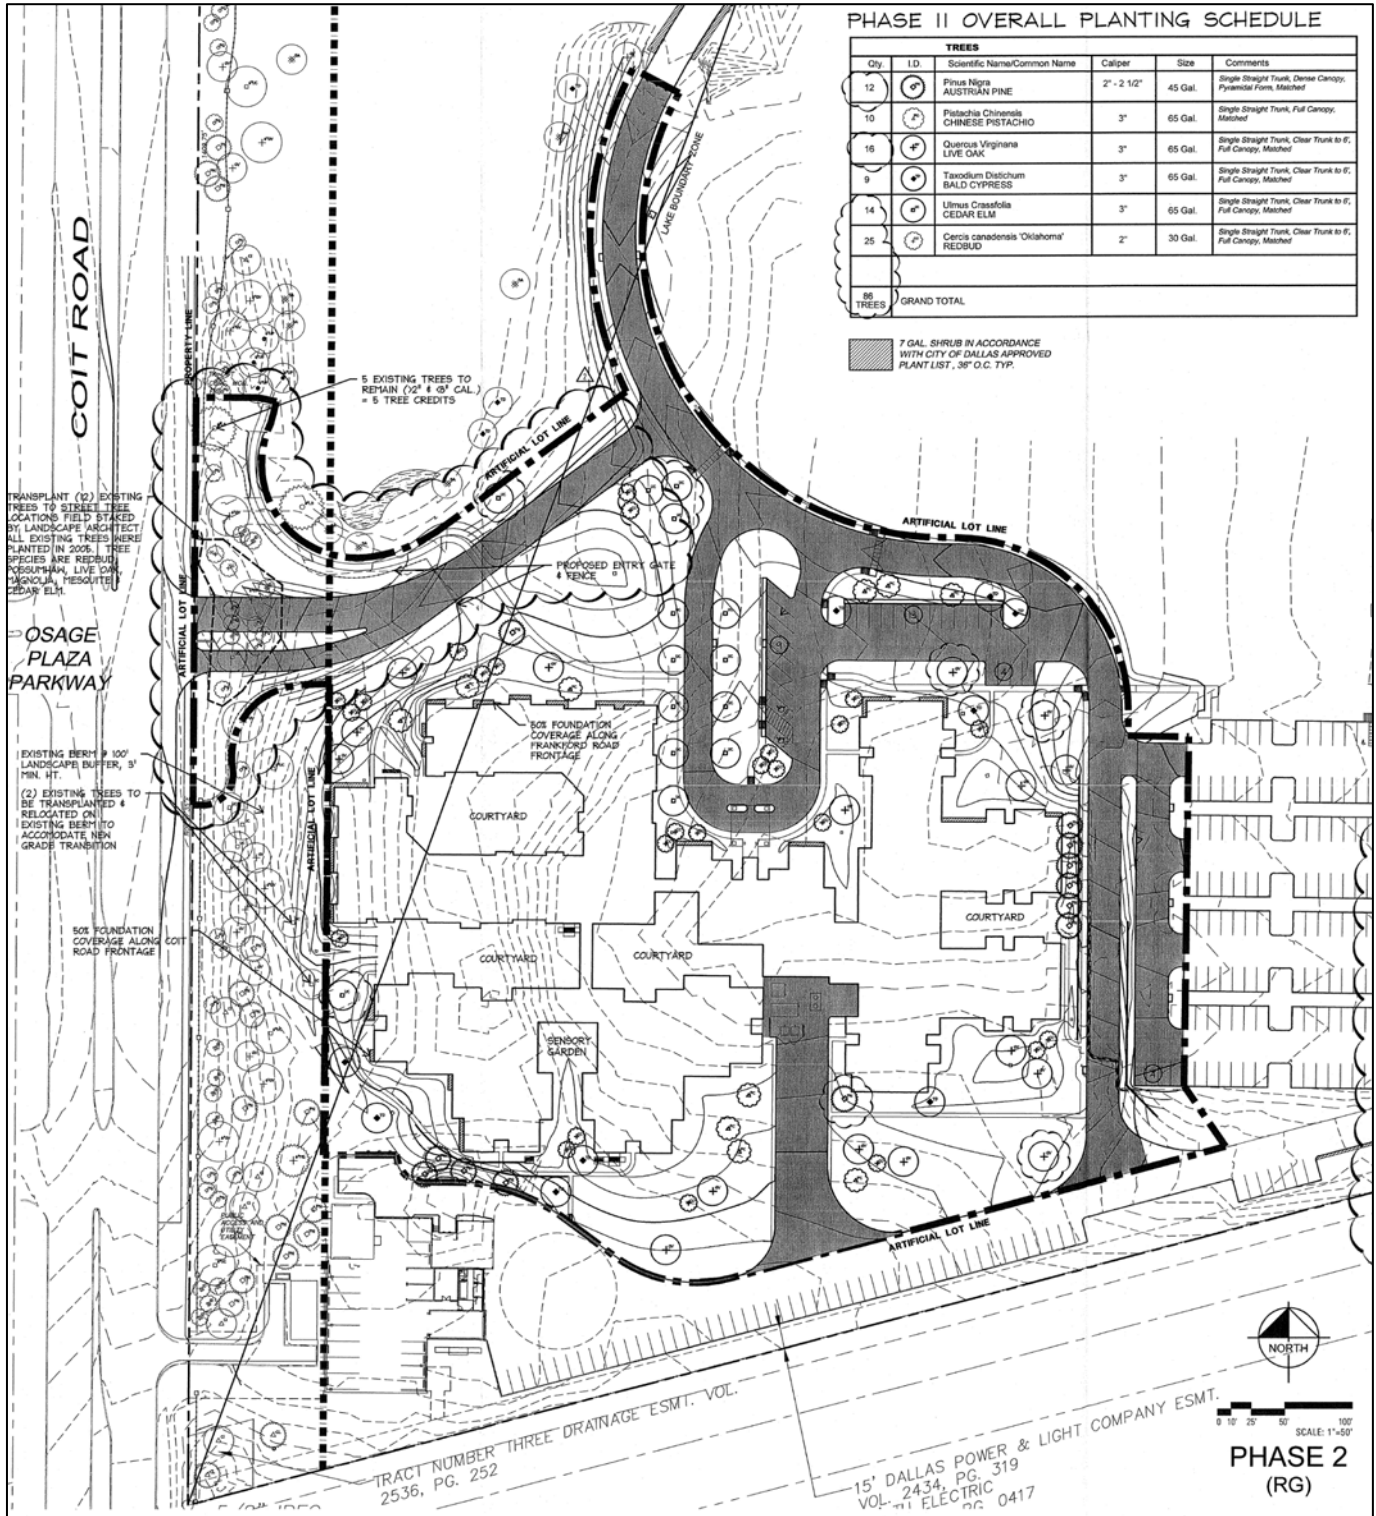 PHASE II OVERALL PLANTING SCHEDULE
TREES
Qty. I.D. Scientific Name/Common Name Caliper Size Comments
12 Pinus Nigra AUSTRIAN PINE 2" - 2 1/2" 45 Gal. Single Straight Trunk, Dense Canopy, Pyramidal Form, Matched
10 Pistachia Chinensis CHINESE PISTACHIO 3" 65 Gal. Single Straight Trunk, Full Canopy, Matched
16 Quercus Virginana LIVE OAK 3" 65 Gal. Single Straight Trunk, Clear Trunk to 6', Full Canopy, Matched
9 Taxodium Distichum BALD CYPRESS 3" 65 Gal. Single Straight Trunk, Clear Trunk to 6', Full Canopy, Matched
14 Ulmus Crassfolia CEDAR ELM 3" 65 Gal. Single Straight Trunk, Clear Trunk to 6', Full Canopy, Matched
25 Cercis canadensis 'Oklahoma' REDBUD 2" 30 Gal. Single Straight Trunk, Clear Trunk to 6', Full Canopy, Matched
86 TREES GRAND TOTAL
7 GAL. SHRUB IN ACCORDANCE
WITH CITY OF DALLAS APPROVED
PLANT LIST, 36" O.C. TYP.
COIT ROAD
PROPERTY LINE
LAKE BOUNDARY ZONE
5 EXISTING TREES TO
REMAIN (>2" & <3" CAL.)
= 5 TREE CREDITS
ARTIFICIAL LOT LINE
ARTIFICIAL LOT LINE
TRANSPLANT (12) EXISTING
TREES TO STREET TREE
LOCATIONS FIELD STAKED
BY LANDSCAPE ARCHITECT
ALL EXISTING TREES WERE
PLANTED IN 2005. TREE
SPECIES ARE REDBUD,
POSSUMHAW, LIVE OAK,
MAGNOLIA, MESQUITE &
CEDAR ELM.
PROPOSED ENTRY GATE
& FENCE
ARTIFICIAL LOT LINE
OSAGE
PLAZA
PARKWAY
50% FOUNDATION
COVERAGE ALONG
FRANKFORD ROAD
FRONTAGE
EXISTING BERM @ 100'
LANDSCAPE BUFFER, 3'
MIN. HT.
(2) EXISTING TREES TO
BE TRANSPLANTED &
RELOCATED ON
EXISTING BERM TO
ACCOMODATE NEW
GRADE TRANSITION
ARTIFICIAL LOT LINE
COURTYARD
COURTYARD
50% FOUNDATION
COVERAGE ALONG COIT
ROAD FRONTAGE
COURTYARD
COURTYARD
SENSORY
GARDEN
PUBLIC
ACCESS AND
UTILITY
EASEMENT
ARTIFICIAL LOT LINE
NORTH
0 10' 25' 50' 100'
SCALE: 1"=50'
PHASE 2
(RG)
TRACT NUMBER THREE DRAINAGE ESMT. VOL.
2536, PG. 252
15' DALLAS POWER & LIGHT COMPANY ESMT.
VOL. 2434, PG. 319
ELECTRIC
PG. 0417